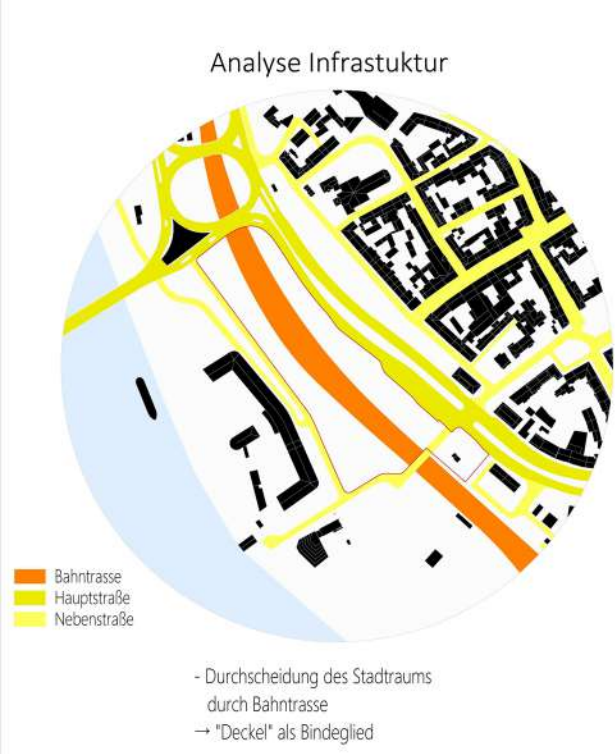 Analyse Infrastuktur
Bahntrasse
Hauptstraße
Nebenstraße
- Durchscheidung des Stadtraums
durch Bahntrasse
→ "Deckel" als Bindeglied